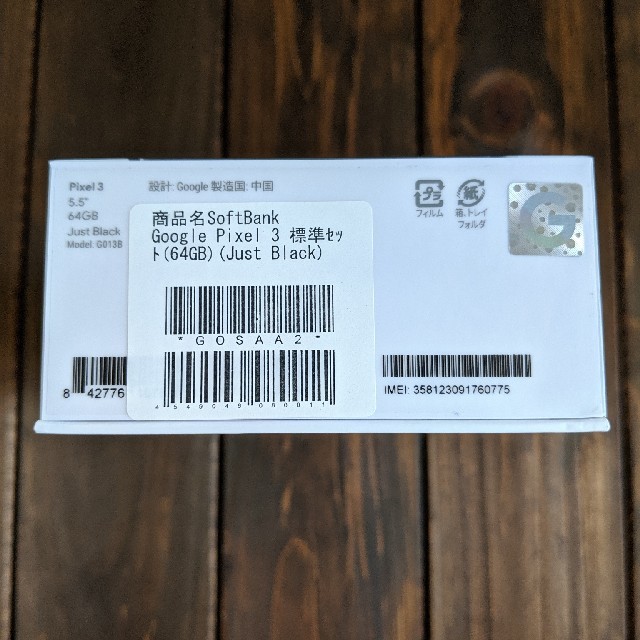 Pixel 3
5.5"
64GB
Just Black
Model: G013B
設計: Google 製造国: 中国
フィルム
紙
箱、トレイ
フォルダ
G
商品名SoftBank
Google Pixel 3 標準ｾｯ
ﾄ(64GB)(Just Black)
*GOSAA2*
8 42776
IMEI: 358123091760775